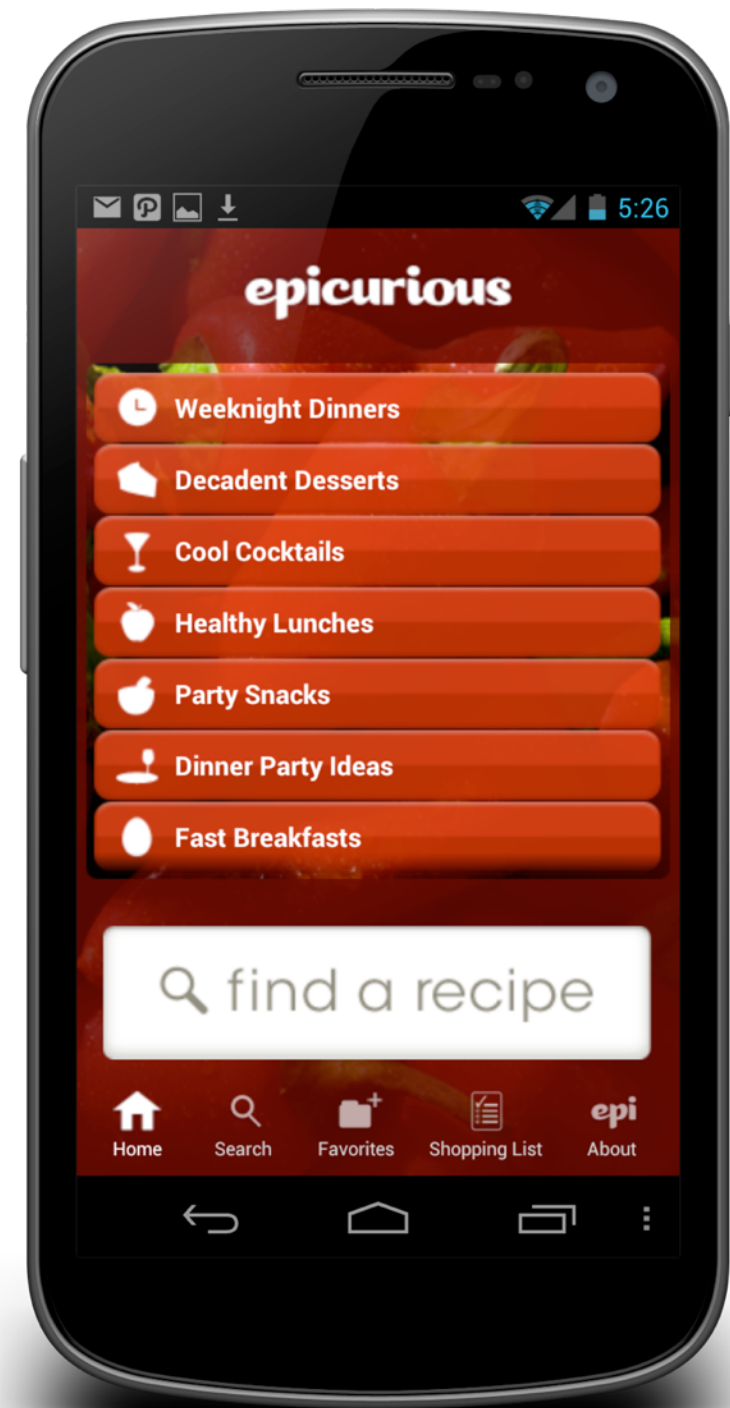 5:26
epicurious
Weeknight Dinners
Decadent Desserts
Cool Cocktails
Healthy Lunches
Party Snacks
Dinner Party Ideas
Fast Breakfasts
find a recipe
epi
Home Search Favorites Shopping List About